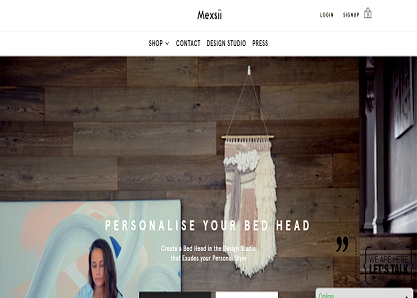 Mexsii
LOGIN SIGNUP
SHOP CONTACT DESIGN STUDIO PRESS
PERSONALISE YOUR BED HEAD
Create a Bed Head in the Design Studio
that Exudes your Personal Style
WE ARE HERE
LET'S TALK
Online